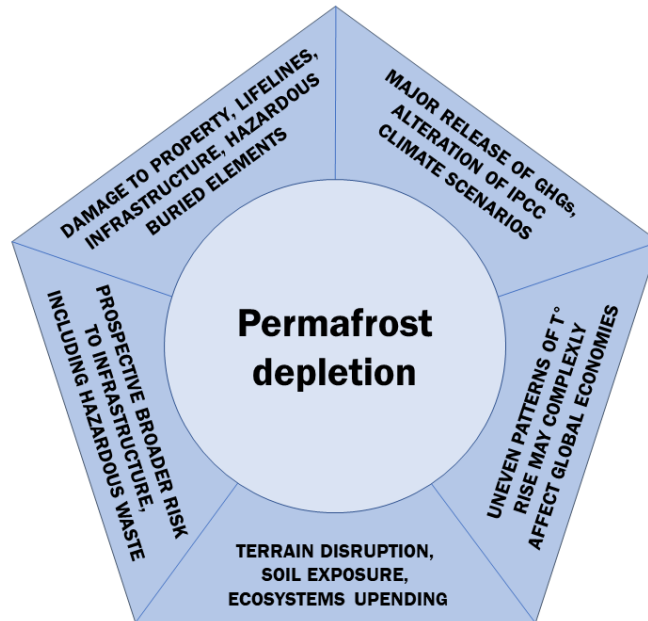 DAMAGE TO PROPERTY, LIFELINES,
INFRASTRUCTURE, HAZARDOUS
BURIED ELEMENTS
MAJOR RELEASE OF GHGs,
ALTERATION OF IPCC
CLIMATE SCENARIOS
Permafrost
depletion
PROSPECTIVE BROADER RISK
TO INFRASTRUCTURE,
INCLUDING HAZARDOUS WASTE
UNEVEN PATTERNS OF T°
RISE MAY COMPLEXLY
AFFECT GLOBAL ECONOMIES
TERRAIN DISRUPTION,
SOIL EXPOSURE,
ECOSYSTEMS UPENDING